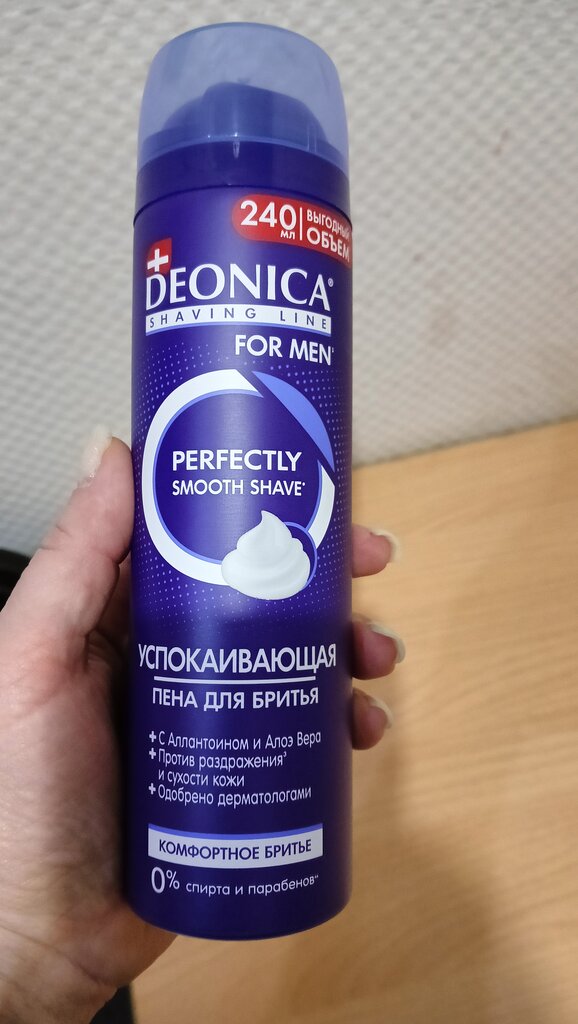 240 мл
ВЫГОДНЫЙ
ОБЪЕМ
DEONICA®
SHAVING LINE
FOR MEN
PERFECTLY
SMOOTH SHAVE*
УСПОКАИВАЮЩАЯ
ПЕНА ДЛЯ БРИТЬЯ
+С Аллантоином и Алоэ Вера
+Против раздражения³
и сухости кожи
+Одобрено дерматологами
КОМФОРТНОЕ БРИТЬЕ
0% спирта и парабенов**